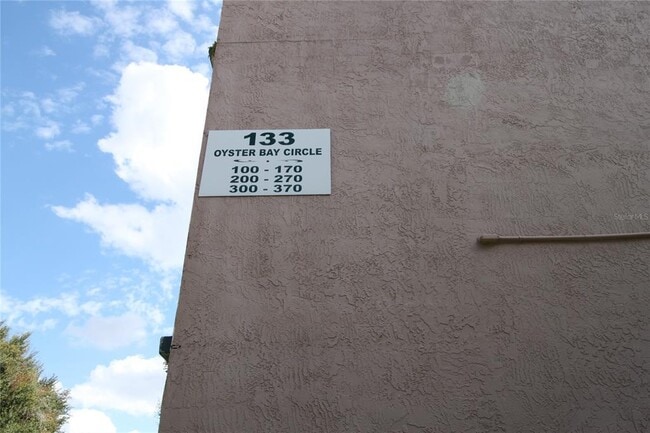 133
OYSTER BAY CIRCLE
100 - 170
200 - 270
300 - 370